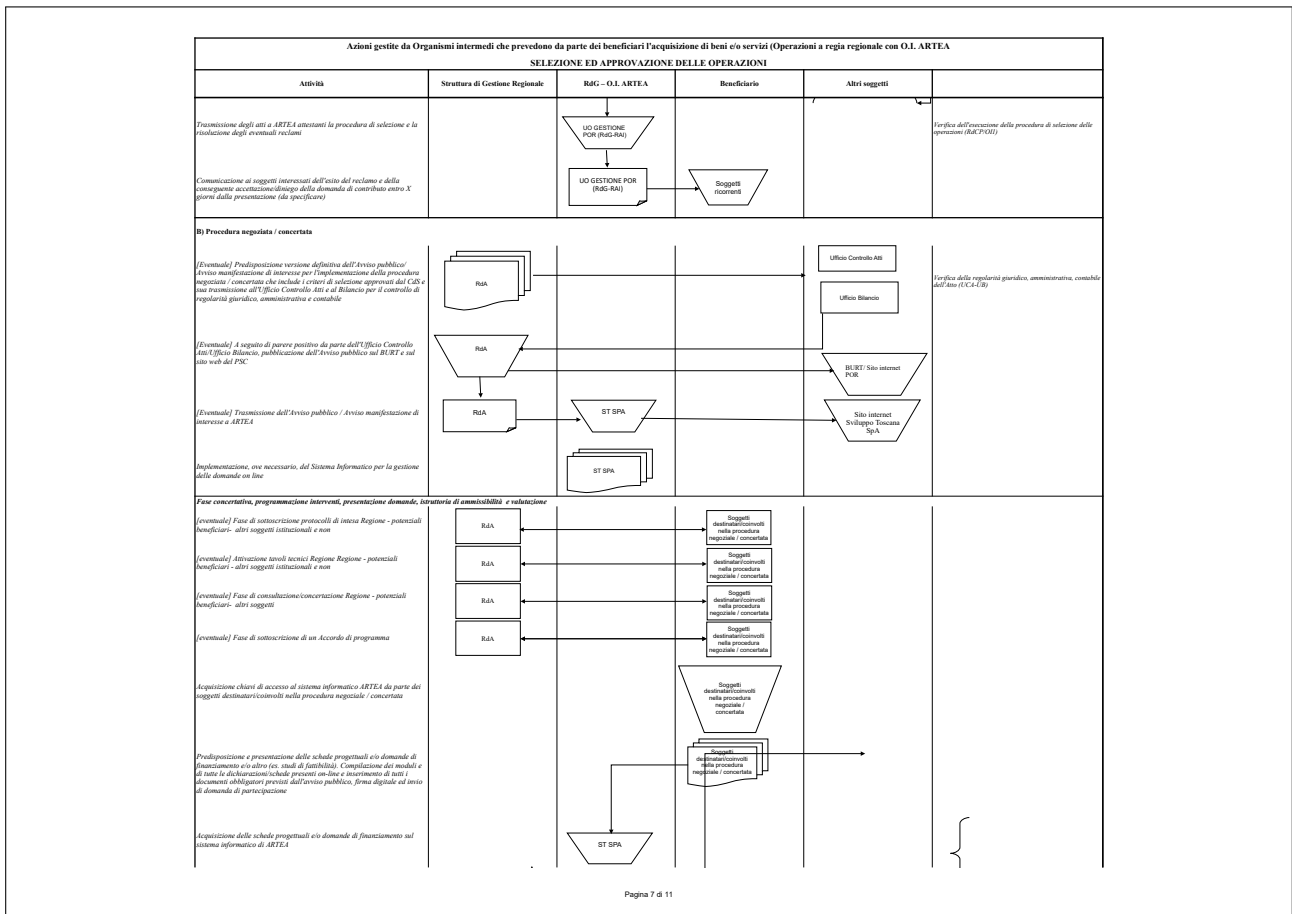 Azioni gestite da Organismi intermedi che prevedono da parte dei beneficiari l'acquisizione di beni e/o servizi (Operazioni a regia regionale con O.I. ARTEA
SELEZIONE ED APPROVAZIONE DELLE OPERAZIONI
Attività
Struttura di Gestione Regionale
RdG – O.I. ARTEA
Beneficiario
Altri soggetti
Trasmissione degli atti a ARTEA attestanti la procedura di selezione e la
risoluzione degli eventuali reclami
UO GESTIONE
POR (RdG-RAI)
Verifica dell'esecuzione della procedura di selezione delle
operazioni (RdCP/OII)
Comunicazione ai soggetti interessati dell'esito del reclamo e della
conseguente accettazione/diniego della domanda di contributo entro X
giorni dalla presentazione (da specificare)
UO GESTIONE POR
(RdG-RAI)
Soggetti
ricorrenti
B) Procedura negoziata / concertata
[Eventuale] Predisposizione versione definitiva dell'Avviso pubblico/
Avviso manifestazione di interesse per l'implementazione della procedura
negoziata / concertata che include i criteri di selezione approvati dal CdS e
sua trasmissione all'Ufficio Controllo Atti e al Bilancio per il controllo di
regolarità giuridico, amministrativa e contabile
RdA
Ufficio Controllo Atti
Ufficio Bilancio
Verifica della regolarità giuridico, amministrativa, contabile
dell'Atto (UCA-UB)
[Eventuale] A seguito di parere positivo da parte dell'Ufficio Controllo
Atti/Ufficio Bilancio, pubblicazione dell'Avviso pubblico sul BURT e sul
sito web del PSC
RdA
BURT/ Sito internet
POR
[Eventuale] Trasmissione dell'Avviso pubblico / Avviso manifestazione di
interesse a ARTEA
RdA
ST SPA
Sito internet
Sviluppo Toscana
SpA
Implementazione, ove necessario, del Sistema Informatico per la gestione
delle domande on line
ST SPA
Fase concertativa, programmazione interventi, presentazione domande, istruttoria di ammissibilità e valutazione
[eventuale] Fase di sottoscrizione protocolli di intesa Regione - potenziali
beneficiari- altri soggetti istituzionali e non
RdA
Soggetti
destinatari/coinvolti
nella procedura
negoziale / concertata
[eventuale] Attivazione tavoli tecnici Regione Regione - potenziali
beneficiari - altri soggetti istituzionali e non
RdA
Soggetti
destinatari/coinvolti
nella procedura
negoziale / concertata
[eventuale] Fase di consultazione/concertazione Regione - potenziali
beneficiari- altri soggetti
RdA
Soggetti
destinatari/coinvolti
nella procedura
negoziale / concertata
[eventuale] Fase di sottoscrizione di un Accordo di programma
RdA
Soggetti
destinatari/coinvolti
nella procedura
negoziale / concertata
Acquisizione chiavi di accesso al sistema informatico ARTEA da parte dei
soggetti destinatari/coinvolti nella procedura negoziale / concertata
Soggetti
destinatari/coinvolti
nella procedura
negoziale /
concertata
Predisposizione e presentazione delle schede progettuali e/o domande di
finanziamento e/o altro (es. studi di fattibilità). Compilazione dei moduli e
di tutte le dichiarazioni/schede presenti on-line e inserimento di tutti i
documenti obbligatori previsti dall'avviso pubblico, firma digitale ed invio
di domanda di partecipazione
Soggetti
destinatari/coinvolti
nella procedura
negoziale / concertata
Acquisizione delle schede progettuali e/o domande di finanziamento sul
sistema informatico di ARTEA
ST SPA
Pagina 7 di 11